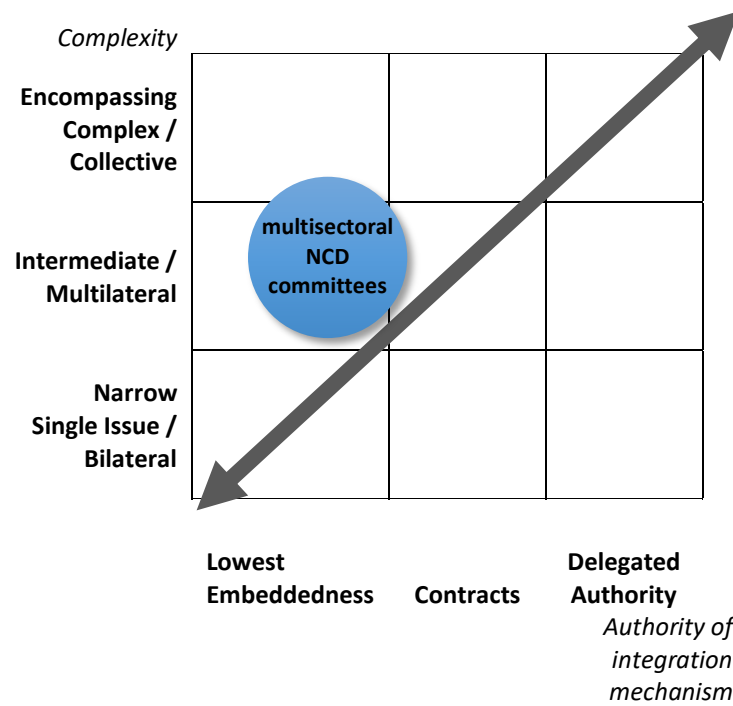 Complexity
Encompassing
Complex /
Collective
multisectoral
NCD
committees
Intermediate /
Multilateral
Narrow
Single Issue /
Bilateral
Lowest
Embeddedness
Contracts
Delegated
Authority
Authority of
integration
mechanism